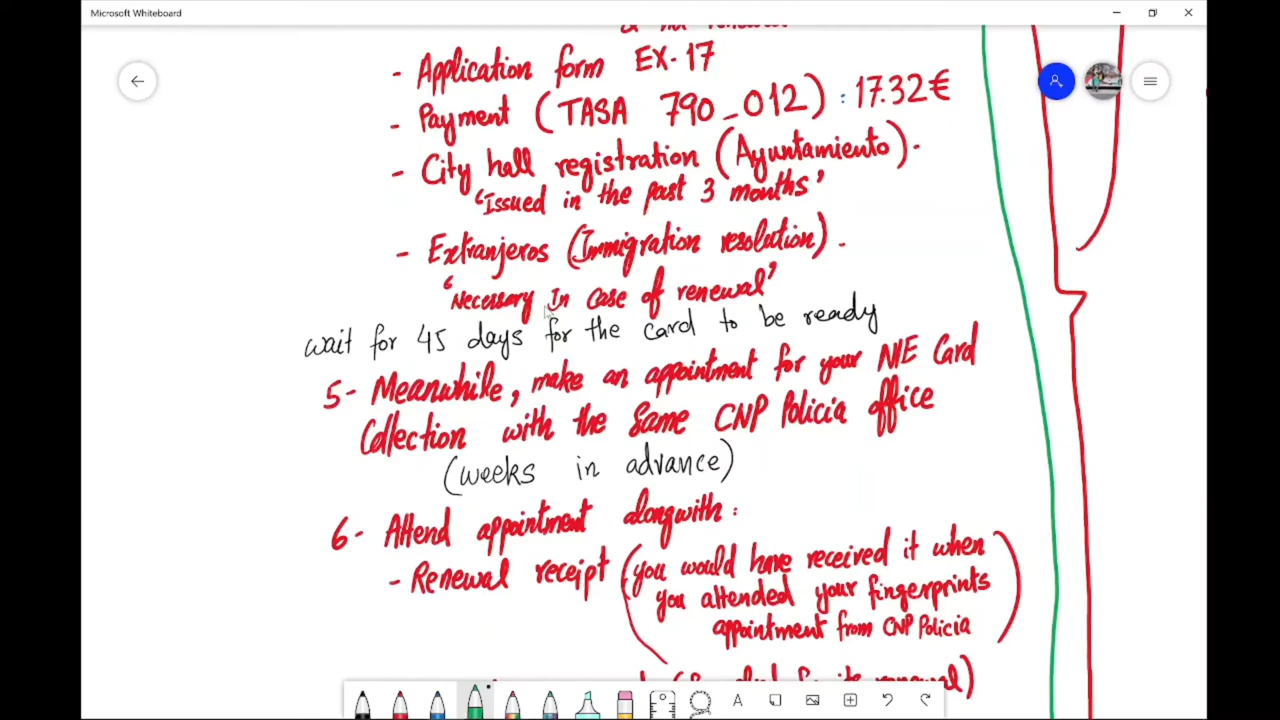 Microsoft Whiteboard
- Application form EX-17
- Payment (TASA 790_012) : 17.32€
- City hall registration (Ayuntamiento).
"Issued in the past 3 months"
- Extranjeros (Immigration resolution).
"Necessary In case of renewal"
wait for 45 days for the card to be ready
5- Meanwhile, make an appointment for your NIE Card
Collection with the same CNP Policia office
(weeks in advance)
6- Attend appointment alongwith:
- Renewal receipt (you would have received it when
you attended your fingerprints
appointment from CNP Policia)
renewal)